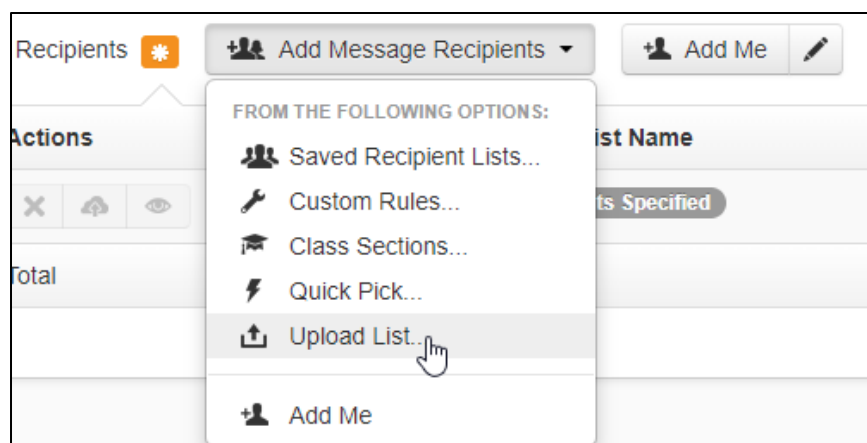 Recipients Add Message Recipients Add Me
FROM THE FOLLOWING OPTIONS:
Actions ist Name
Saved Recipient Lists...
Custom Rules...
ts Specified
Class Sections...
Total
Quick Pick...
Upload List...
Add Me